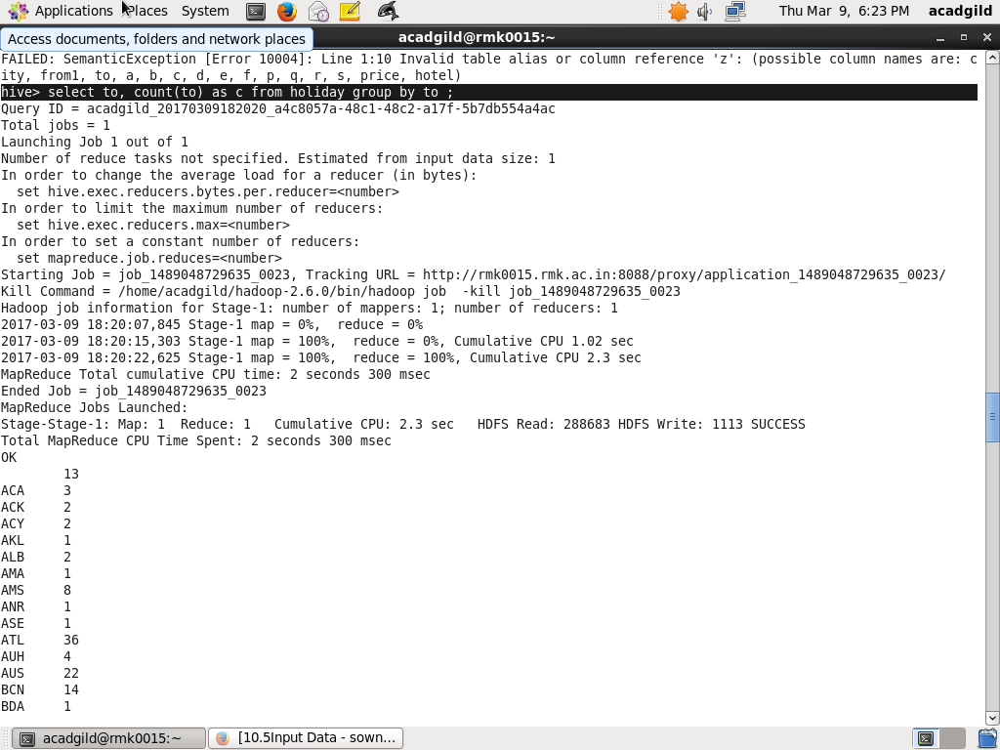 Applications Places System Thu Mar 9, 6:23 PM acadgild
Access documents, folders and network places
acadgild@rmk0015:~
FAILED: SemanticException [Error 10004]: Line 1:10 Invalid table alias or column reference 'z': (possible column names are: c
ity, from1, to, a, b, c, d, e, f, p, q, r, s, price, hotel)
hive> select to, count(to) as c from holiday group by to ;
Query ID = acadgild_20170309182020_a4c8057a-48c1-48c2-a17f-5b7db554a4ac
Total jobs = 1
Launching Job 1 out of 1
Number of reduce tasks not specified. Estimated from input data size: 1
In order to change the average load for a reducer (in bytes):
  set hive.exec.reducers.bytes.per.reducer=<number>
In order to limit the maximum number of reducers:
  set hive.exec.reducers.max=<number>
In order to set a constant number of reducers:
  set mapreduce.job.reduces=<number>
Starting Job = job_1489048729635_0023, Tracking URL = http://rmk0015.rmk.ac.in:8088/proxy/application_1489048729635_0023/
Kill Command = /home/acadgild/hadoop-2.6.0/bin/hadoop job  -kill job_1489048729635_0023
Hadoop job information for Stage-1: number of mappers: 1; number of reducers: 1
2017-03-09 18:20:07,845 Stage-1 map = 0%,  reduce = 0%
2017-03-09 18:20:15,303 Stage-1 map = 100%,  reduce = 0%, Cumulative CPU 1.02 sec
2017-03-09 18:20:22,625 Stage-1 map = 100%,  reduce = 100%, Cumulative CPU 2.3 sec
MapReduce Total cumulative CPU time: 2 seconds 300 msec
Ended Job = job_1489048729635_0023
MapReduce Jobs Launched:
Stage-Stage-1: Map: 1  Reduce: 1   Cumulative CPU: 2.3 sec   HDFS Read: 288683 HDFS Write: 1113 SUCCESS
Total MapReduce CPU Time Spent: 2 seconds 300 msec
OK
13
ACA 3
ACK 2
ACY 2
AKL 1
ALB 2
AMA 1
AMS 8
ANR 1
ASE 1
ATL 36
AUH 4
AUS 22
BCN 14
BDA 1
acadgild@rmk0015:~ [10.5Input Data - sown...